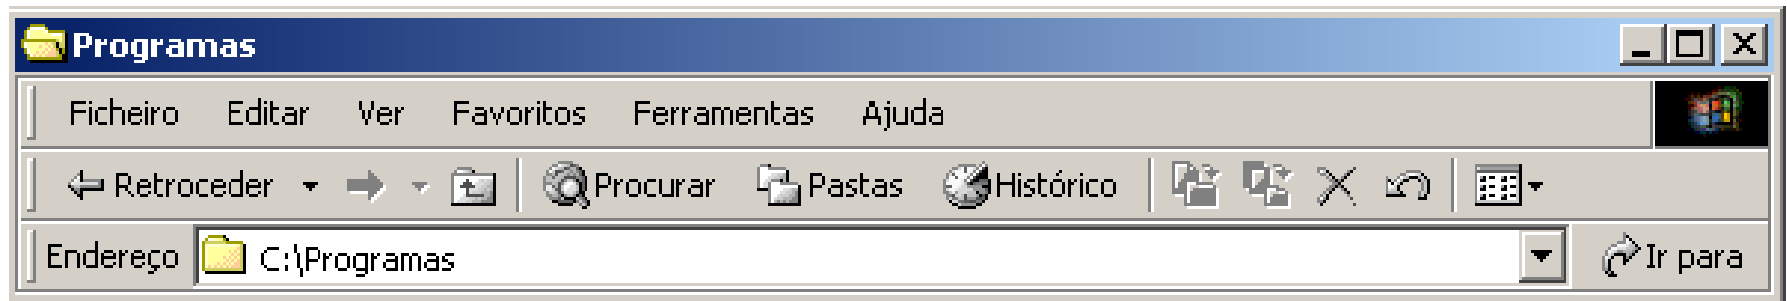 Programas
Ficheiro Editar Ver Favoritos Ferramentas Ajuda
Retroceder Procurar Pastas Histórico
Endereço C:\Programas Ir para